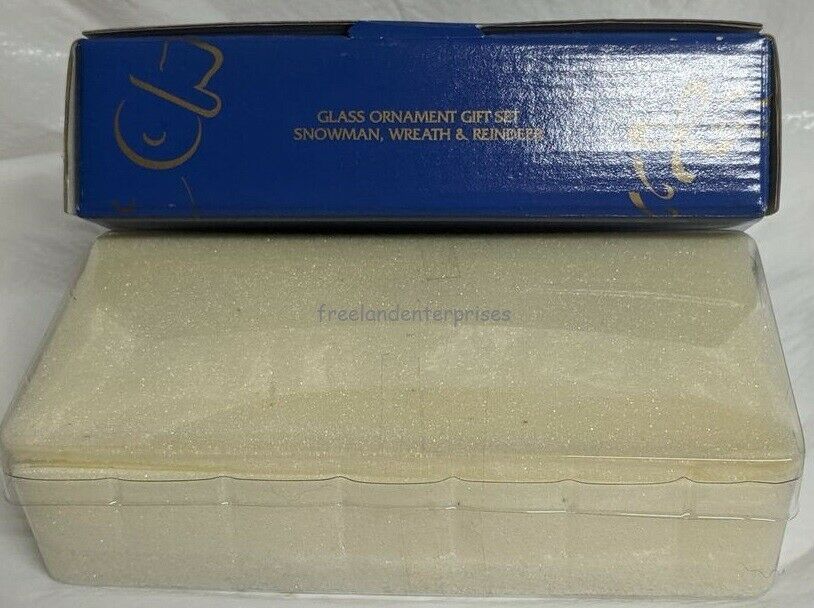 GLASS ORNAMENT GIFT SET
SNOWMAN, WREATH & REINDEER
freelandenterprises